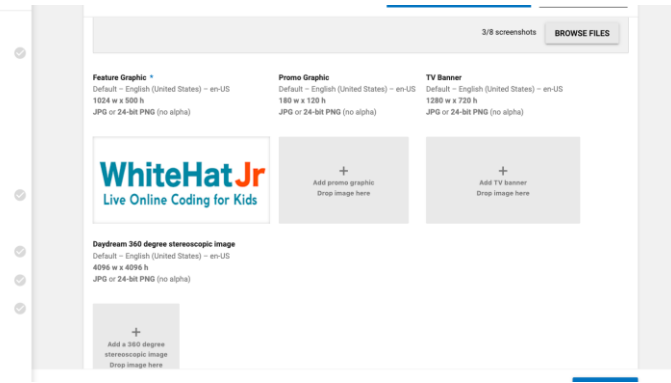 3/8 screenshots BROWSE FILES
Feature Graphic *
Default – English (United States) – en-US
1024 w x 500 h
JPG or 24-bit PNG (no alpha)
Promo Graphic
Default – English (United States) – en-US
180 w x 120 h
JPG or 24-bit PNG (no alpha)
TV Banner
Default – English (United States) – en-US
1280 w x 720 h
JPG or 24-bit PNG (no alpha)
WhiteHat Jr
Live Online Coding for Kids
+
Add promo graphic
Drop image here
+
Add TV banner
Drop image here
Daydream 360 degree stereoscopic image
Default – English (United States) – en-US
4096 w x 4096 h
JPG or 24-bit PNG (no alpha)
+
Add a 360 degree
stereoscopic image
Drop image here